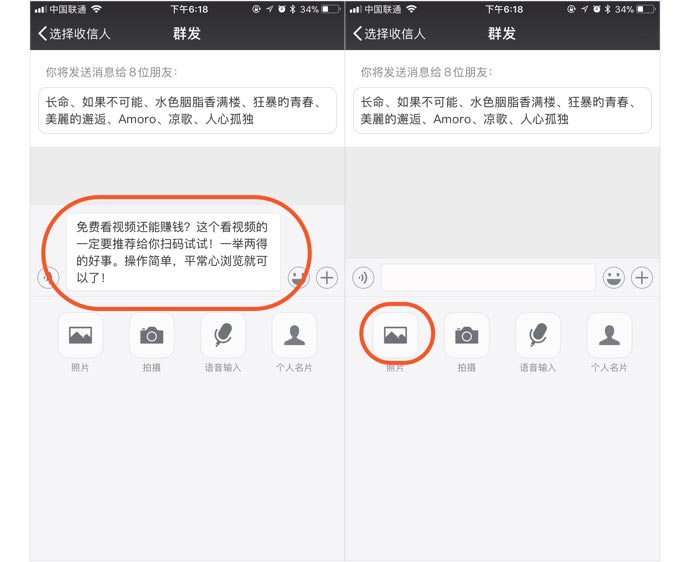 中国联通 下午6:18 34%
选择收信人 群发
你将发送消息给8位朋友：
长命、如果不可能、水色胭脂香满楼、狂暴的青春、
美麗的邂逅、Amoro、凉歌、人心孤独
免费看视频还能赚钱？这个看视频的
一定要推荐给你扫码试试！一举两得
的好事。操作简单，平常心浏览就可
以了！
照片 拍摄 语音输入 个人名片
中国联通 下午6:18 34%
选择收信人 群发
你将发送消息给8位朋友：
长命、如果不可能、水色胭脂香满楼、狂暴的青春、
美麗的邂逅、Amoro、凉歌、人心孤独
照片 拍摄 语音输入 个人名片